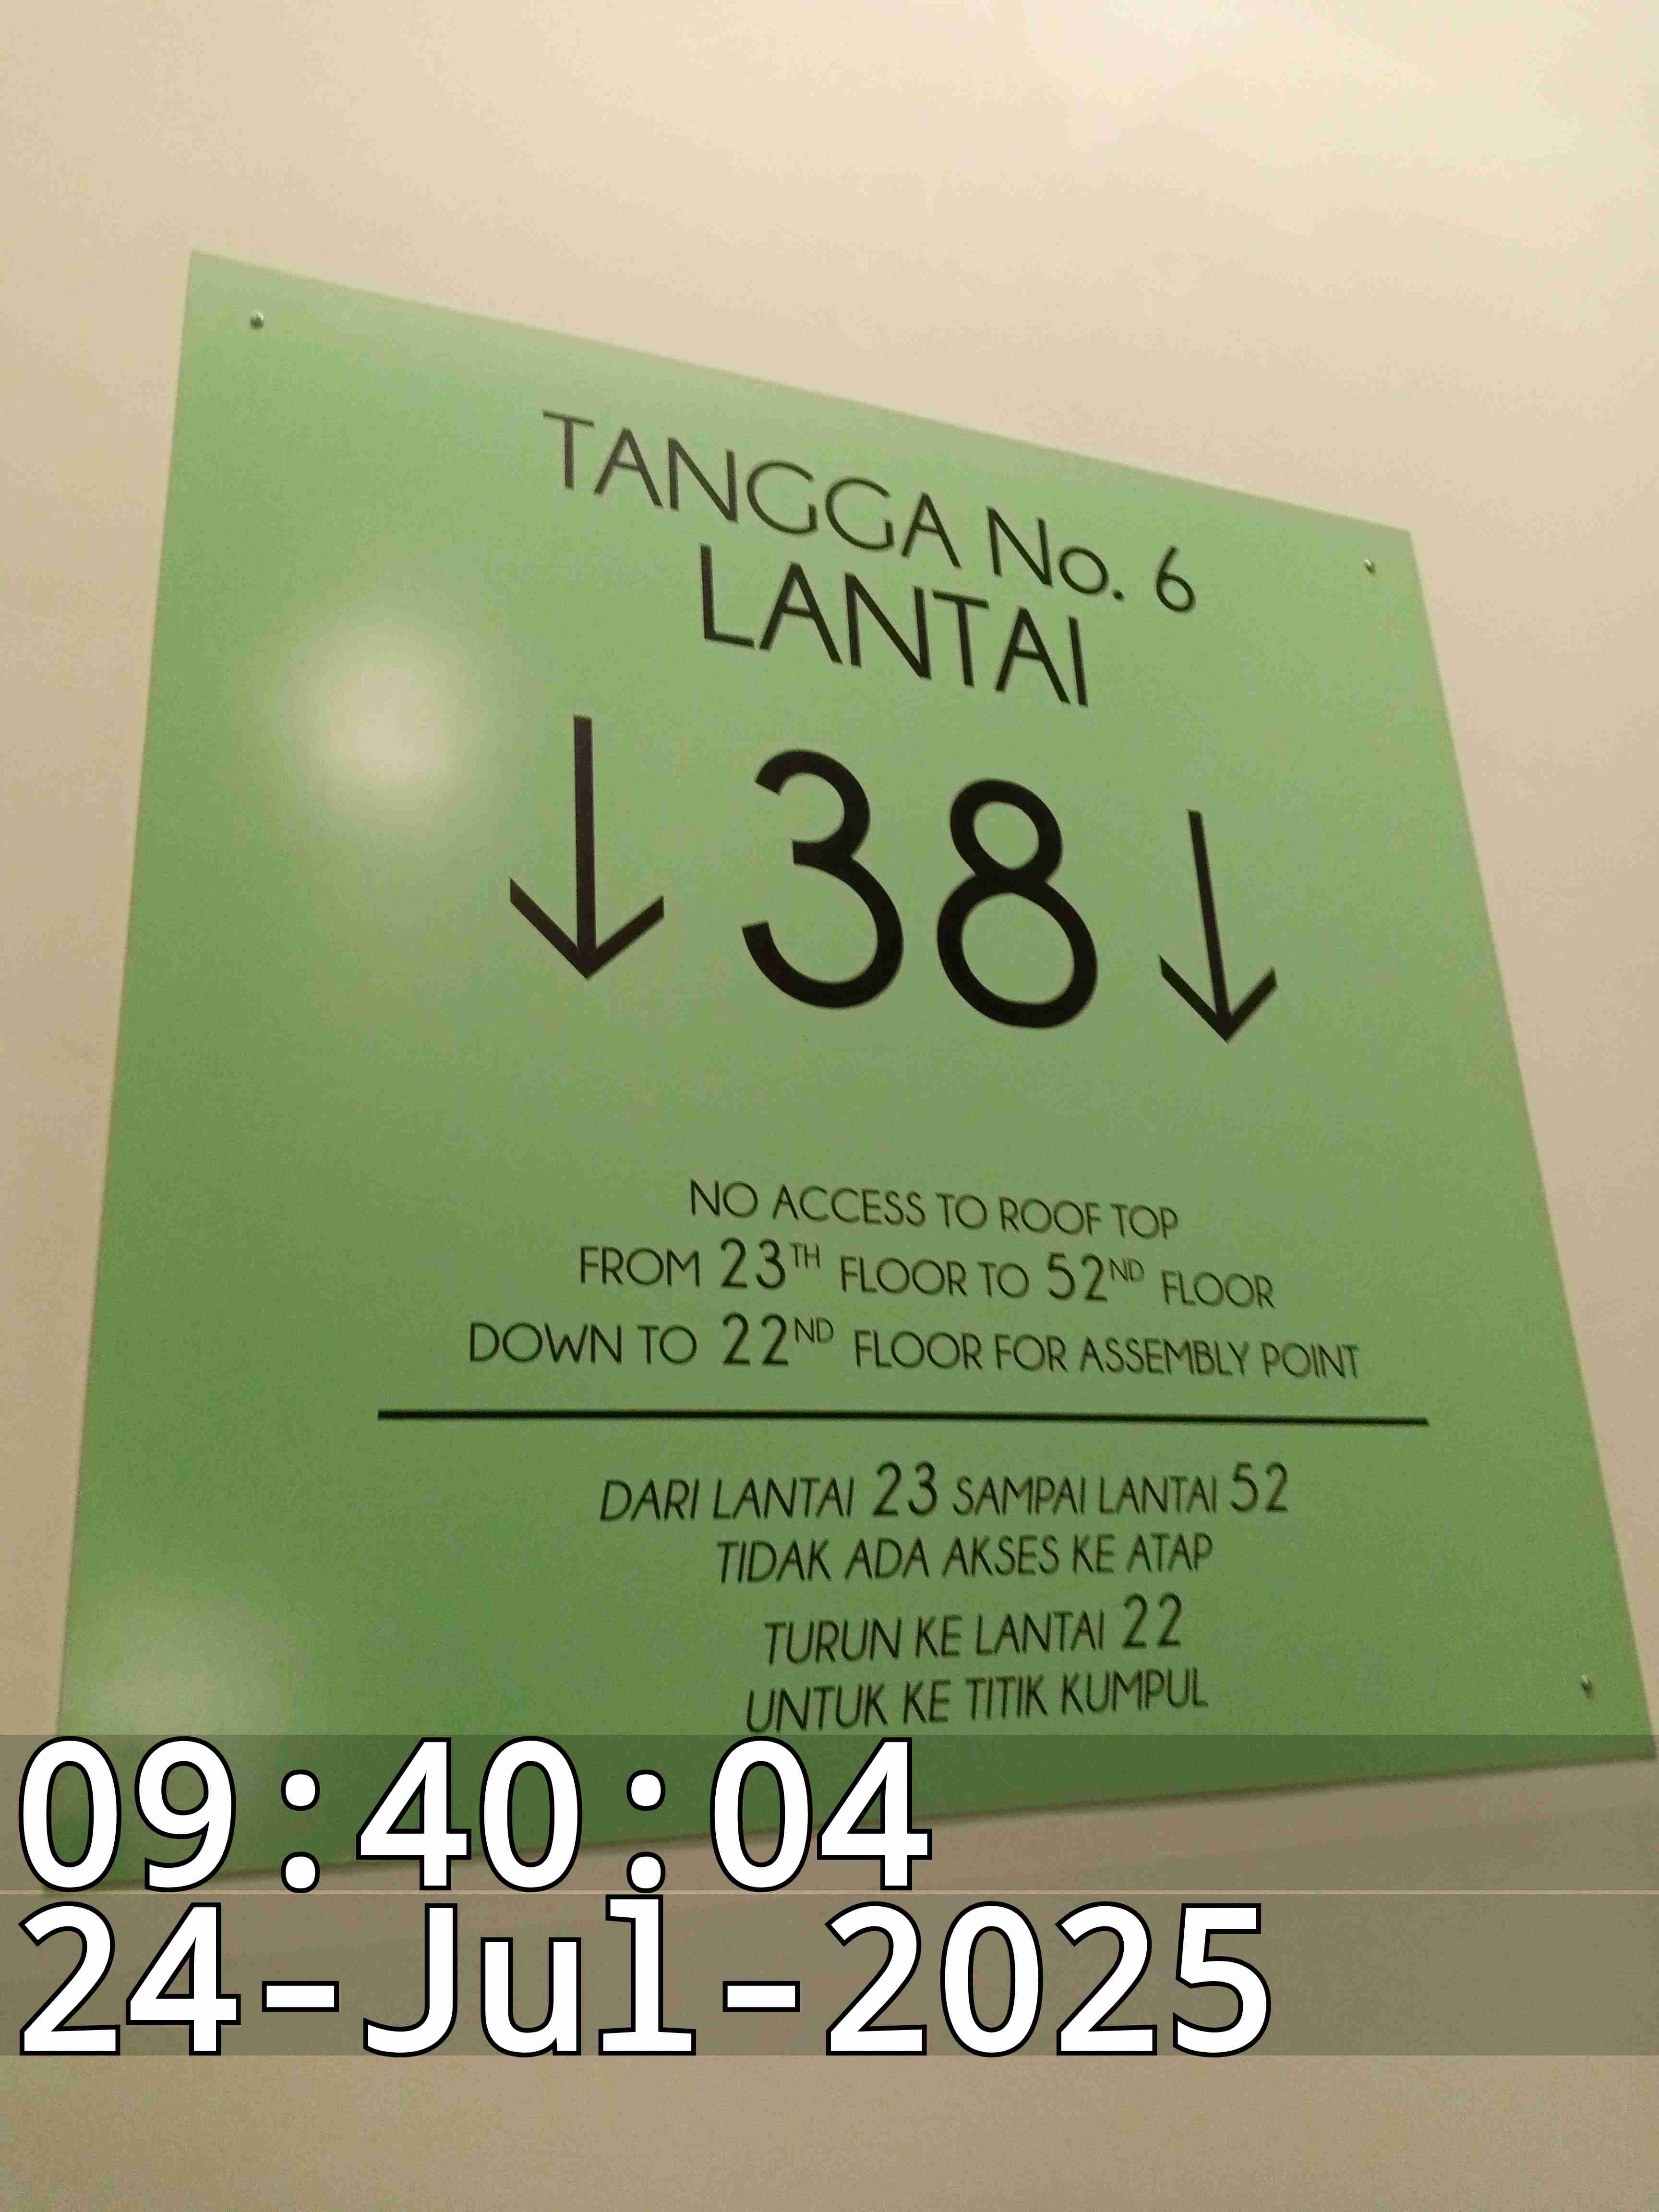 TANGGA No. 6
LANTAI
↓ 38 ↓
NO ACCESS TO ROOF TOP
FROM 23TH FLOOR TO 52ND FLOOR
DOWN TO 22ND FLOOR FOR ASSEMBLY POINT
DARI LANTAI 23 SAMPAI LANTAI 52
TIDAK ADA AKSES KE ATAP
TURUN KE LANTAI 22
UNTUK KE TITIK KUMPUL
09:40:04
24-Jul-2025